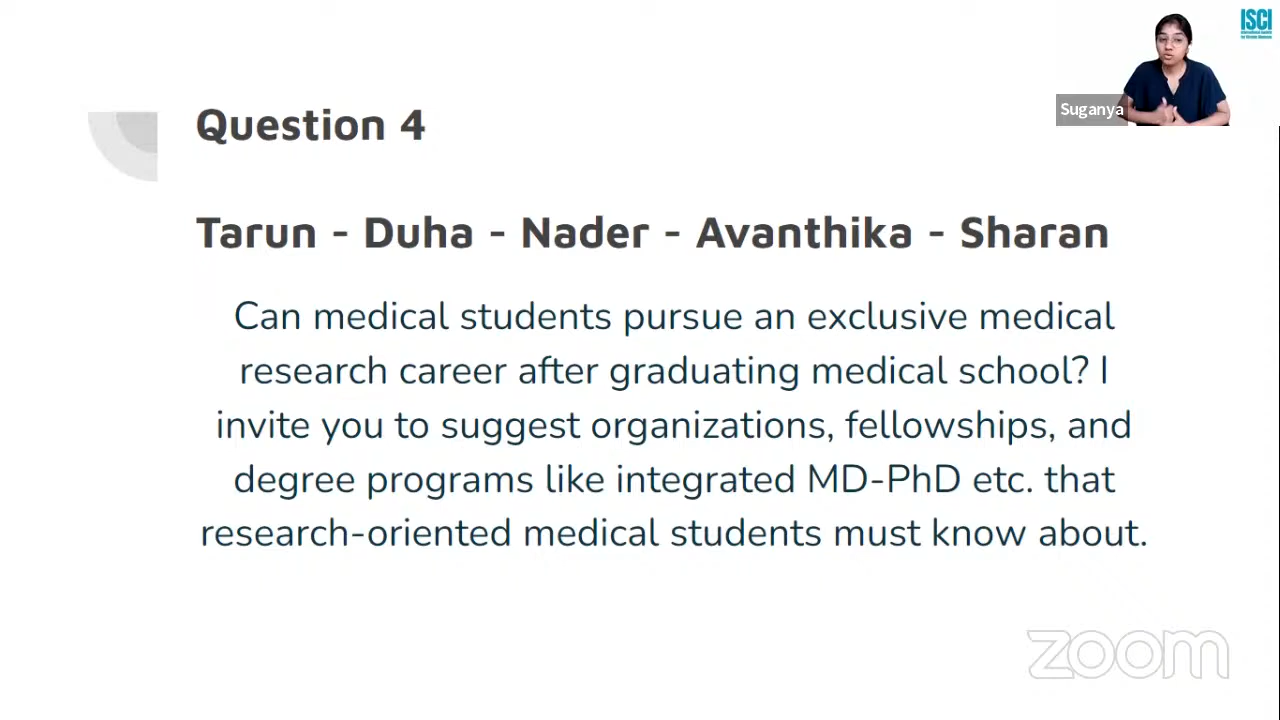 ISCI
Suganya
Question 4
Tarun - Duha - Nader - Avanthika - Sharan
Can medical students pursue an exclusive medical
research career after graduating medical school? I
invite you to suggest organizations, fellowships, and
degree programs like integrated MD-PhD etc. that
research-oriented medical students must know about.
zoom